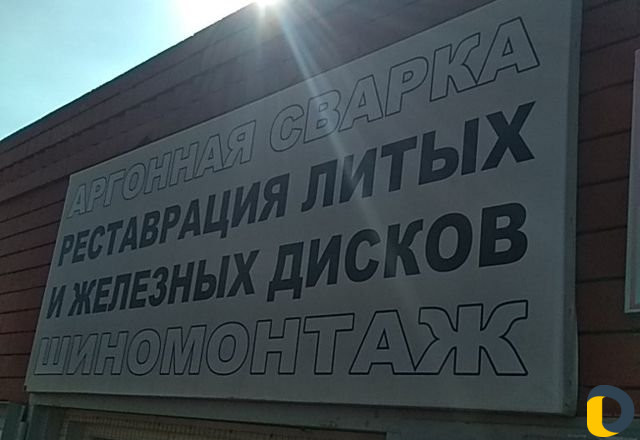 АРГОННАЯ СВАРКА
РЕСТАВРАЦИЯ ЛИТЫХ
И ЖЕЛЕЗНЫХ ДИСКОВ
ШИНОМОНТАЖ